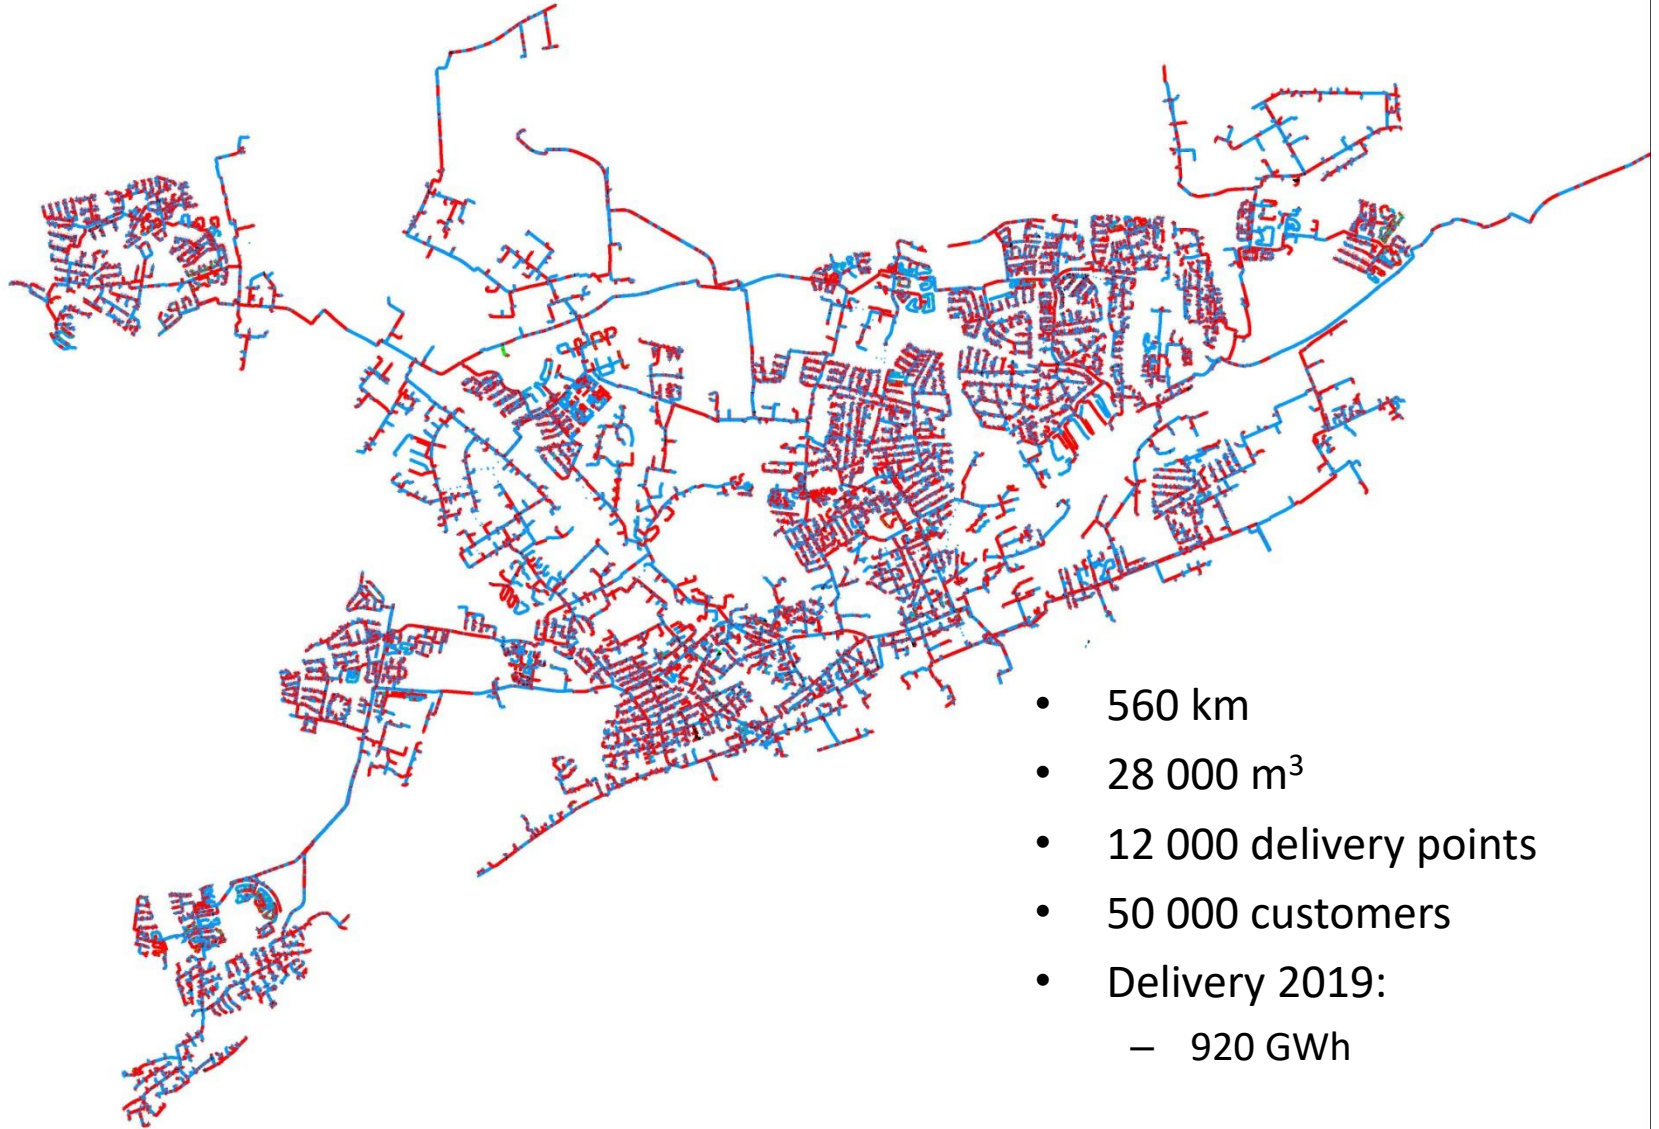 • 560 km
• 28 000 m³
• 12 000 delivery points
• 50 000 customers
• Delivery 2019:
– 920 GWh